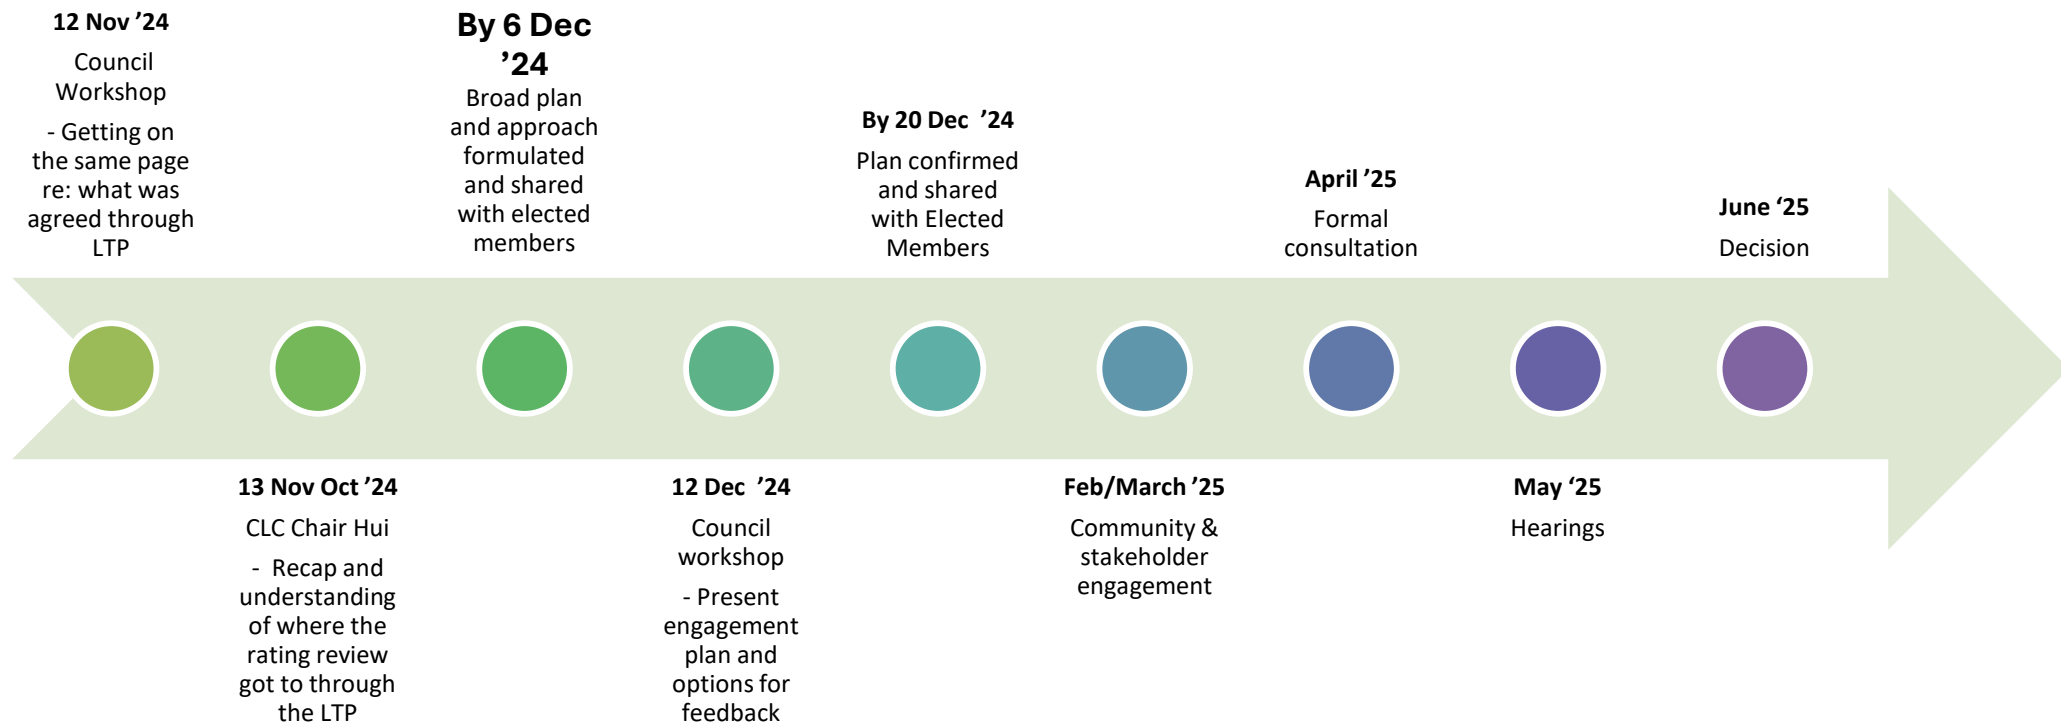 12 Nov ’24
Council
Workshop
- Getting on
the same page
re: what was
agreed through
LTP
13 Nov Oct ’24
CLC Chair Hui
- Recap and
understanding
of where the
rating review
got to through
the LTP
By 6 Dec
’24
Broad plan
and approach
formulated
and shared
with elected
members
12 Dec ’24
Council
workshop
- Present
engagement
plan and
options for
feedback
By 20 Dec ’24
Plan confirmed
and shared
with Elected
Members
Feb/March ’25
Community &
stakeholder
engagement
April ’25
Formal
consultation
May ‘25
Hearings
June ‘25
Decision